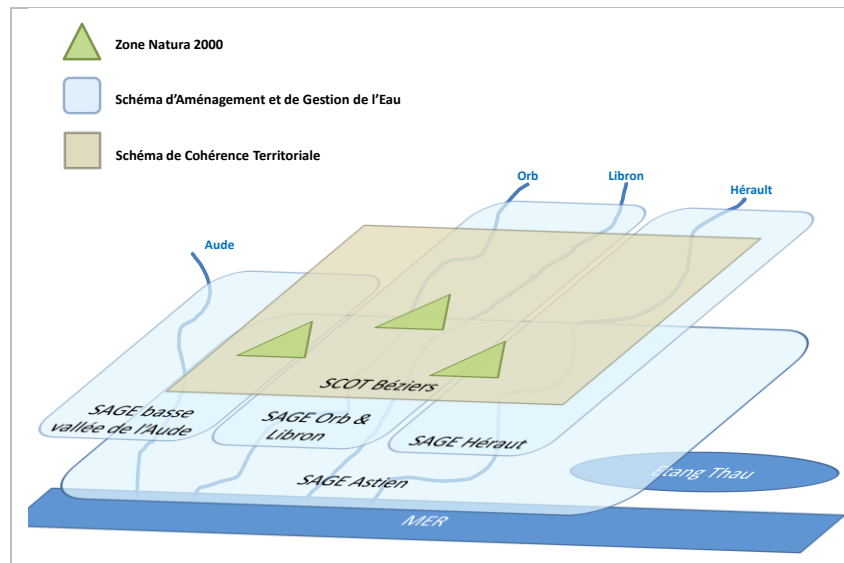 Zone Natura 2000
Schéma d'Aménagement et de Gestion de l'Eau
Schéma de Cohérence Territoriale
Orb
Libron
Hérault
Aude
SCOT Béziers
SAGE basse
vallée de l'Aude
SAGE Orb &
Libron
SAGE Héraut
SAGE Astien
Etang Thau
MER